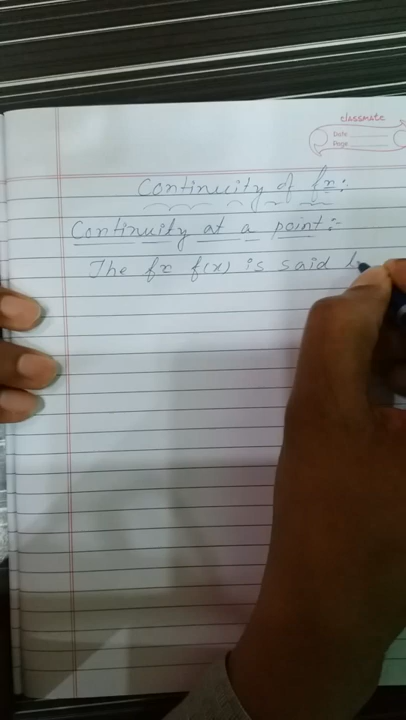 classmate
Date
Page
Continuity of fn:
Continuity at a point:-
The fn f(x) is said